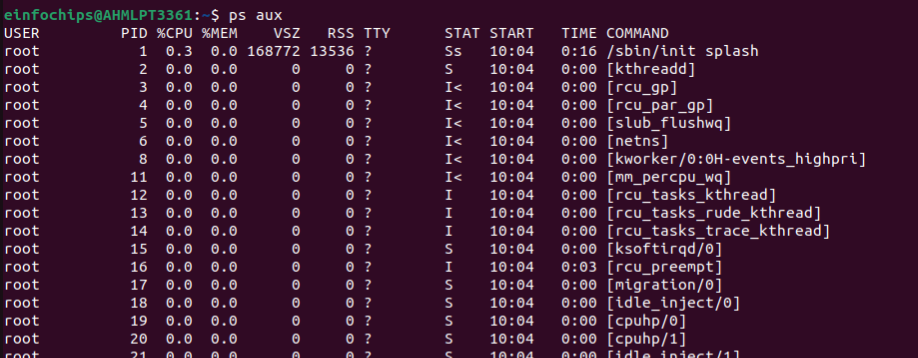 einfochips@AHMLPT3361:~$ ps aux
USER PID %CPU %MEM VSZ RSS TTY STAT START TIME COMMAND
root 1 0.3 0.0 168772 13536 ? Ss 10:04 0:16 /sbin/init splash
root 2 0.0 0.0 0 0 ? S 10:04 0:00 [kthreadd]
root 3 0.0 0.0 0 0 ? I< 10:04 0:00 [rcu_gp]
root 4 0.0 0.0 0 0 ? I< 10:04 0:00 [rcu_par_gp]
root 5 0.0 0.0 0 0 ? I< 10:04 0:00 [slub_flushwq]
root 6 0.0 0.0 0 0 ? I< 10:04 0:00 [netns]
root 8 0.0 0.0 0 0 ? I< 10:04 0:00 [kworker/0:0H-events_highpri]
root 11 0.0 0.0 0 0 ? I< 10:04 0:00 [mm_percpu_wq]
root 12 0.0 0.0 0 0 ? I 10:04 0:00 [rcu_tasks_kthread]
root 13 0.0 0.0 0 0 ? I 10:04 0:00 [rcu_tasks_rude_kthread]
root 14 0.0 0.0 0 0 ? I 10:04 0:00 [rcu_tasks_trace_kthread]
root 15 0.0 0.0 0 0 ? S 10:04 0:00 [ksoftirqd/0]
root 16 0.0 0.0 0 0 ? I 10:04 0:03 [rcu_preempt]
root 17 0.0 0.0 0 0 ? S 10:04 0:00 [migration/0]
root 18 0.0 0.0 0 0 ? S 10:04 0:00 [idle_inject/0]
root 19 0.0 0.0 0 0 ? S 10:04 0:00 [cpuhp/0]
root 20 0.0 0.0 0 0 ? S 10:04 0:00 [cpuhp/1]
root 21 0.0 0.0 0 0 ? S 10:04 0:00 [idle_inject/1]